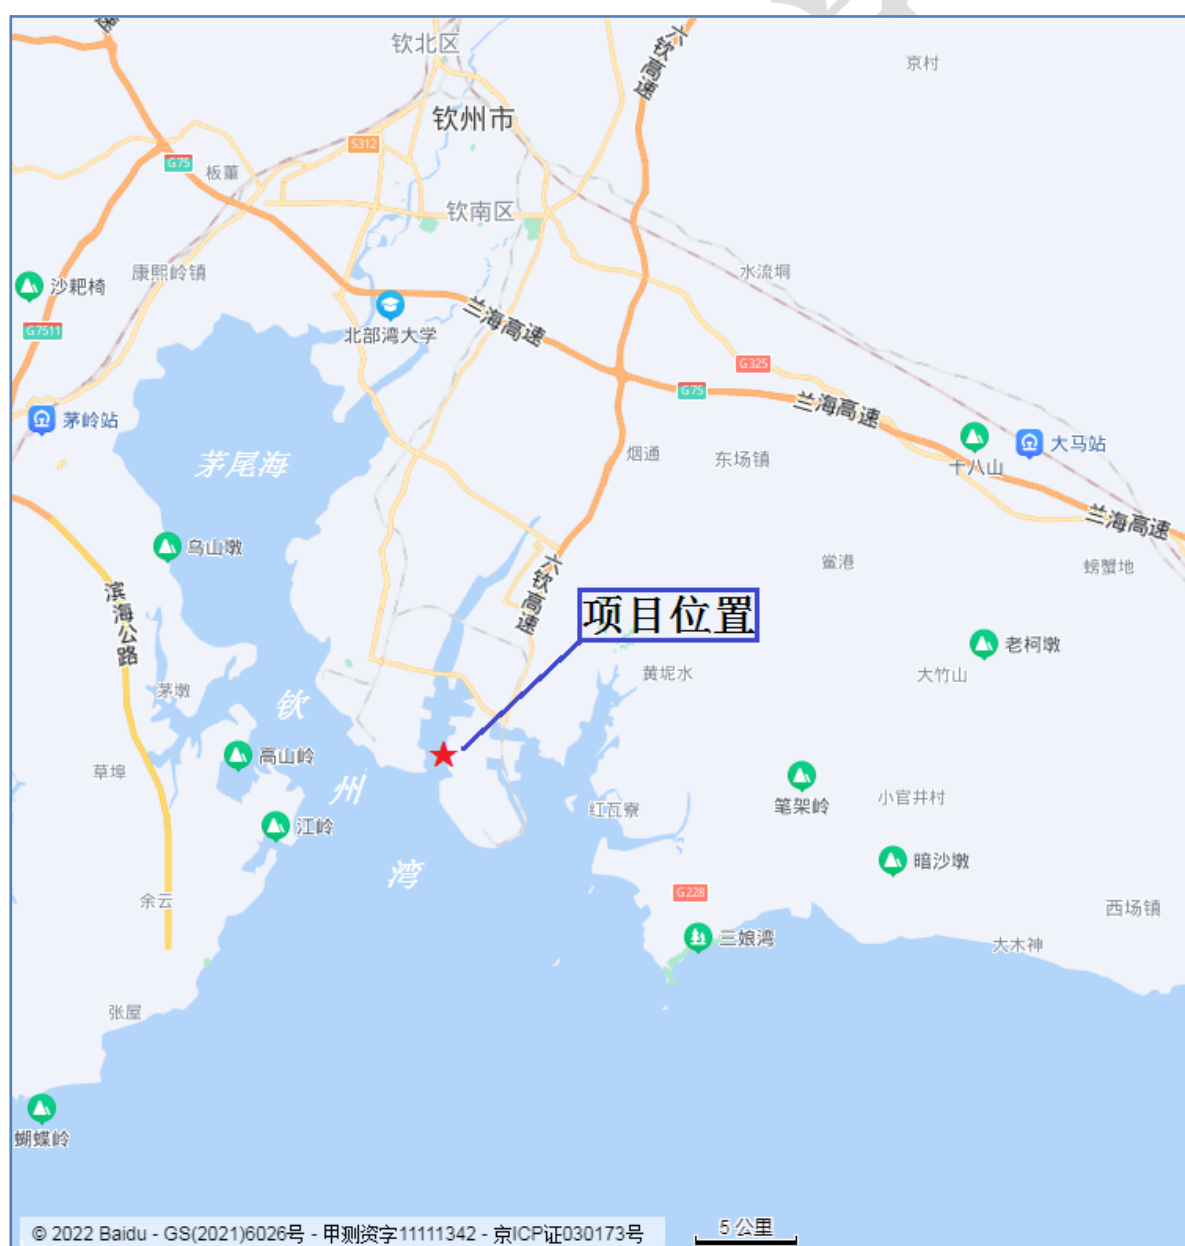 速
钦北区
六钦高速
京村
钦州市
S312
G75
板董
钦南区
康熙岭镇
水流垌
沙耙椅
G7511
北部湾大学
兰海高速
G325
G75
兰海高速
茅岭站
茅尾海
烟通
东场镇
十八山
大马站
兰海高速
乌山墩
六钦高速
鲎港
螃蟹地
滨海公路
项目位置
老柯墩
黄坭水
大竹山
茅墩
钦州湾
高山岭
草埠
笔架岭
小官井村
红瓦寮
江岭
暗沙墩
余云
G228
西场镇
三娘湾
大木神
张屋
蝴蝶岭
© 2022 Baidu - GS(2021)6026号 - 甲测资字11111342 - 京ICP证030173号
5 公里